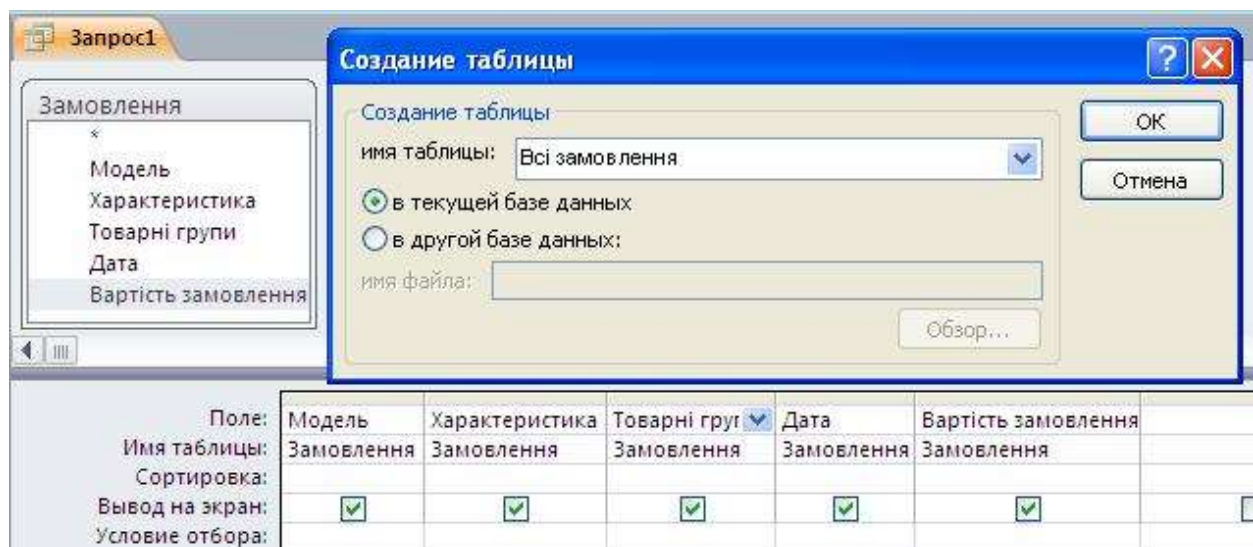 Запрос1
Создание таблицы
Замовлення
*
Модель
Характеристика
Товарні групи
Дата
Вартість замовлення
Создание таблицы
имя таблицы: Всі замовлення
в текущей базе данных
в другой базе данных:
имя файла:
Обзор...
ОК
Отмена
Поле: Модель Характеристика Товарні груг Дата Вартість замовлення
Имя таблицы: Замовлення Замовлення Замовлення Замовлення Замовлення
Сортировка:
Вывод на экран:
Условие отбора: